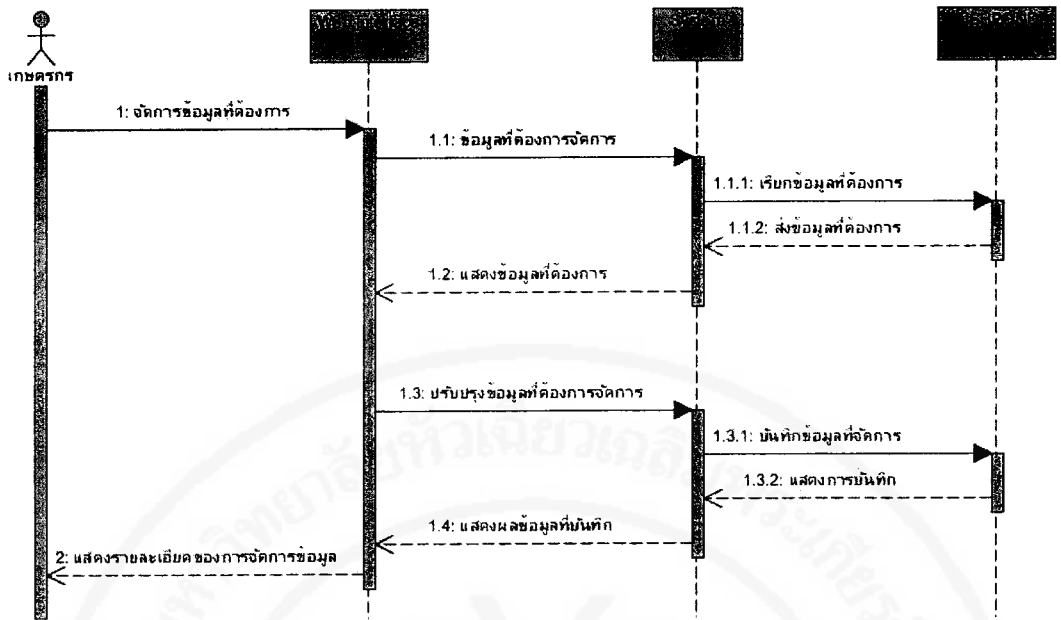 เกษตรกร
1: จัดการข้อมูลที่ต้องการ
1.1: ข้อมูลที่ต้องการจัดการ
1.1.1: เรียกข้อมูลที่ต้องการ
1.1.2: ส่งข้อมูลที่ต้องการ
1.2: แสดงข้อมูลที่ต้องการ
1.3: ปรับปรุงข้อมูลที่ต้องการจัดการ
1.3.1: บันทึกข้อมูลที่จัดการ
1.3.2: แสดงการบันทึก
1.4: แสดงผลข้อมูลที่บันทึก
2: แสดงรายละเอียดของการจัดการข้อมูล